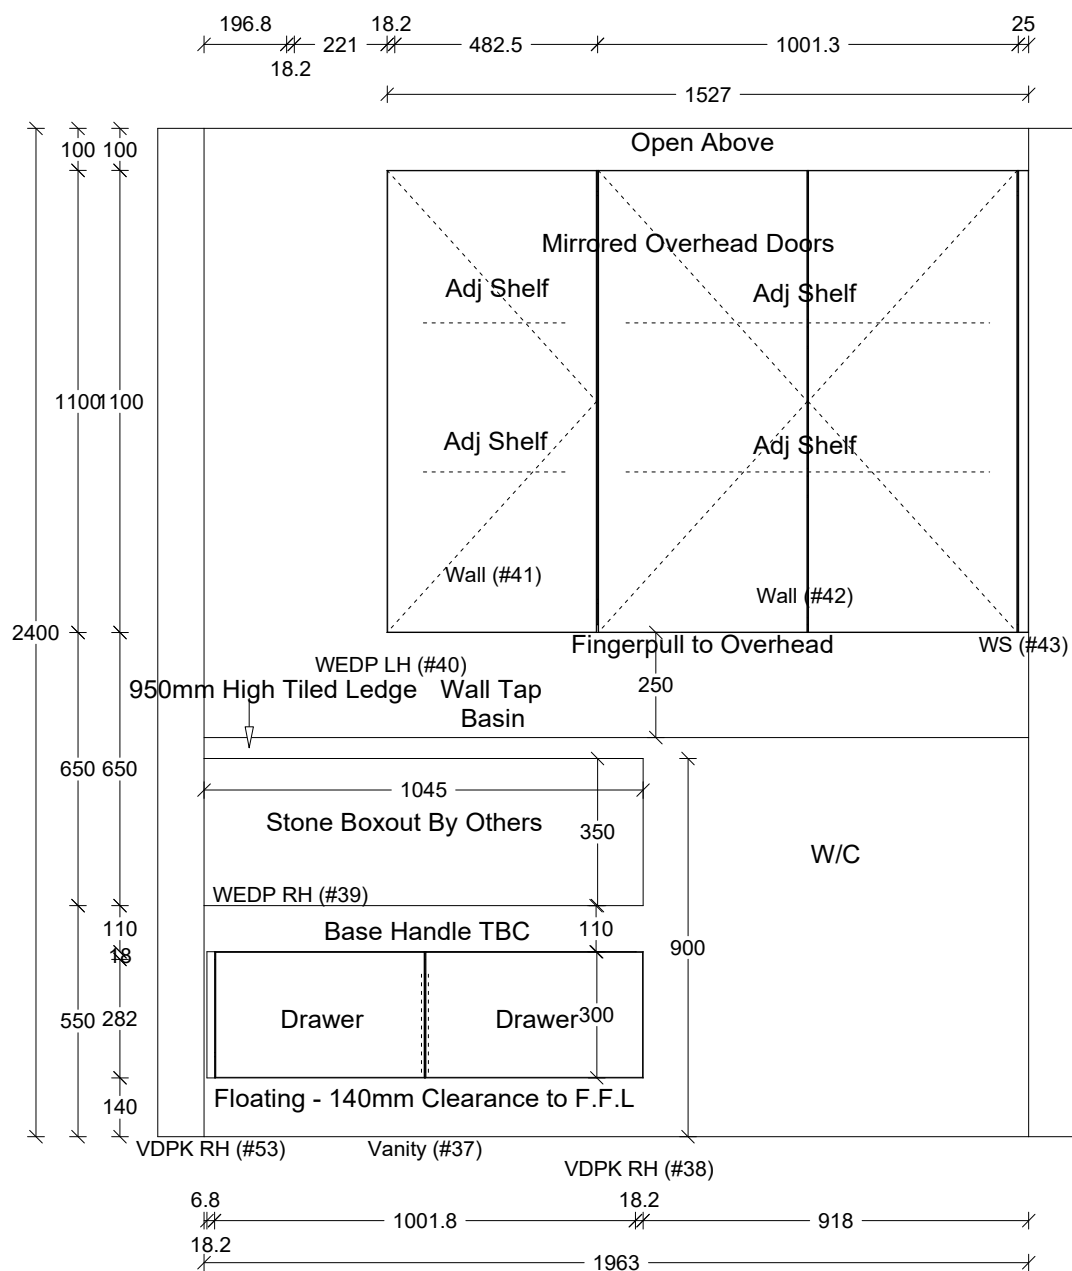 196.8
18.2
25
221
482.5
1001.3
18.2
1527
Open Above
100
100
Mirrored Overhead Doors
Adj Shelf
Adj Shelf
1100
1100
Adj Shelf
Adj Shelf
Wall (#41)
Wall (#42)
2400
Fingerpull to Overhead
WS (#43)
WEDP LH (#40)
250
950mm High Tiled Ledge
Wall Tap
Basin
650
650
1045
Stone Boxout By Others
350
W/C
WEDP RH (#39)
110
Base Handle TBC
110
900
18
550
282
Drawer
Drawer
300
140
Floating - 140mm Clearance to F.F.L
VDPK RH (#53)
Vanity (#37)
VDPK RH (#38)
6.8
18.2
1001.8
918
18.2
1963